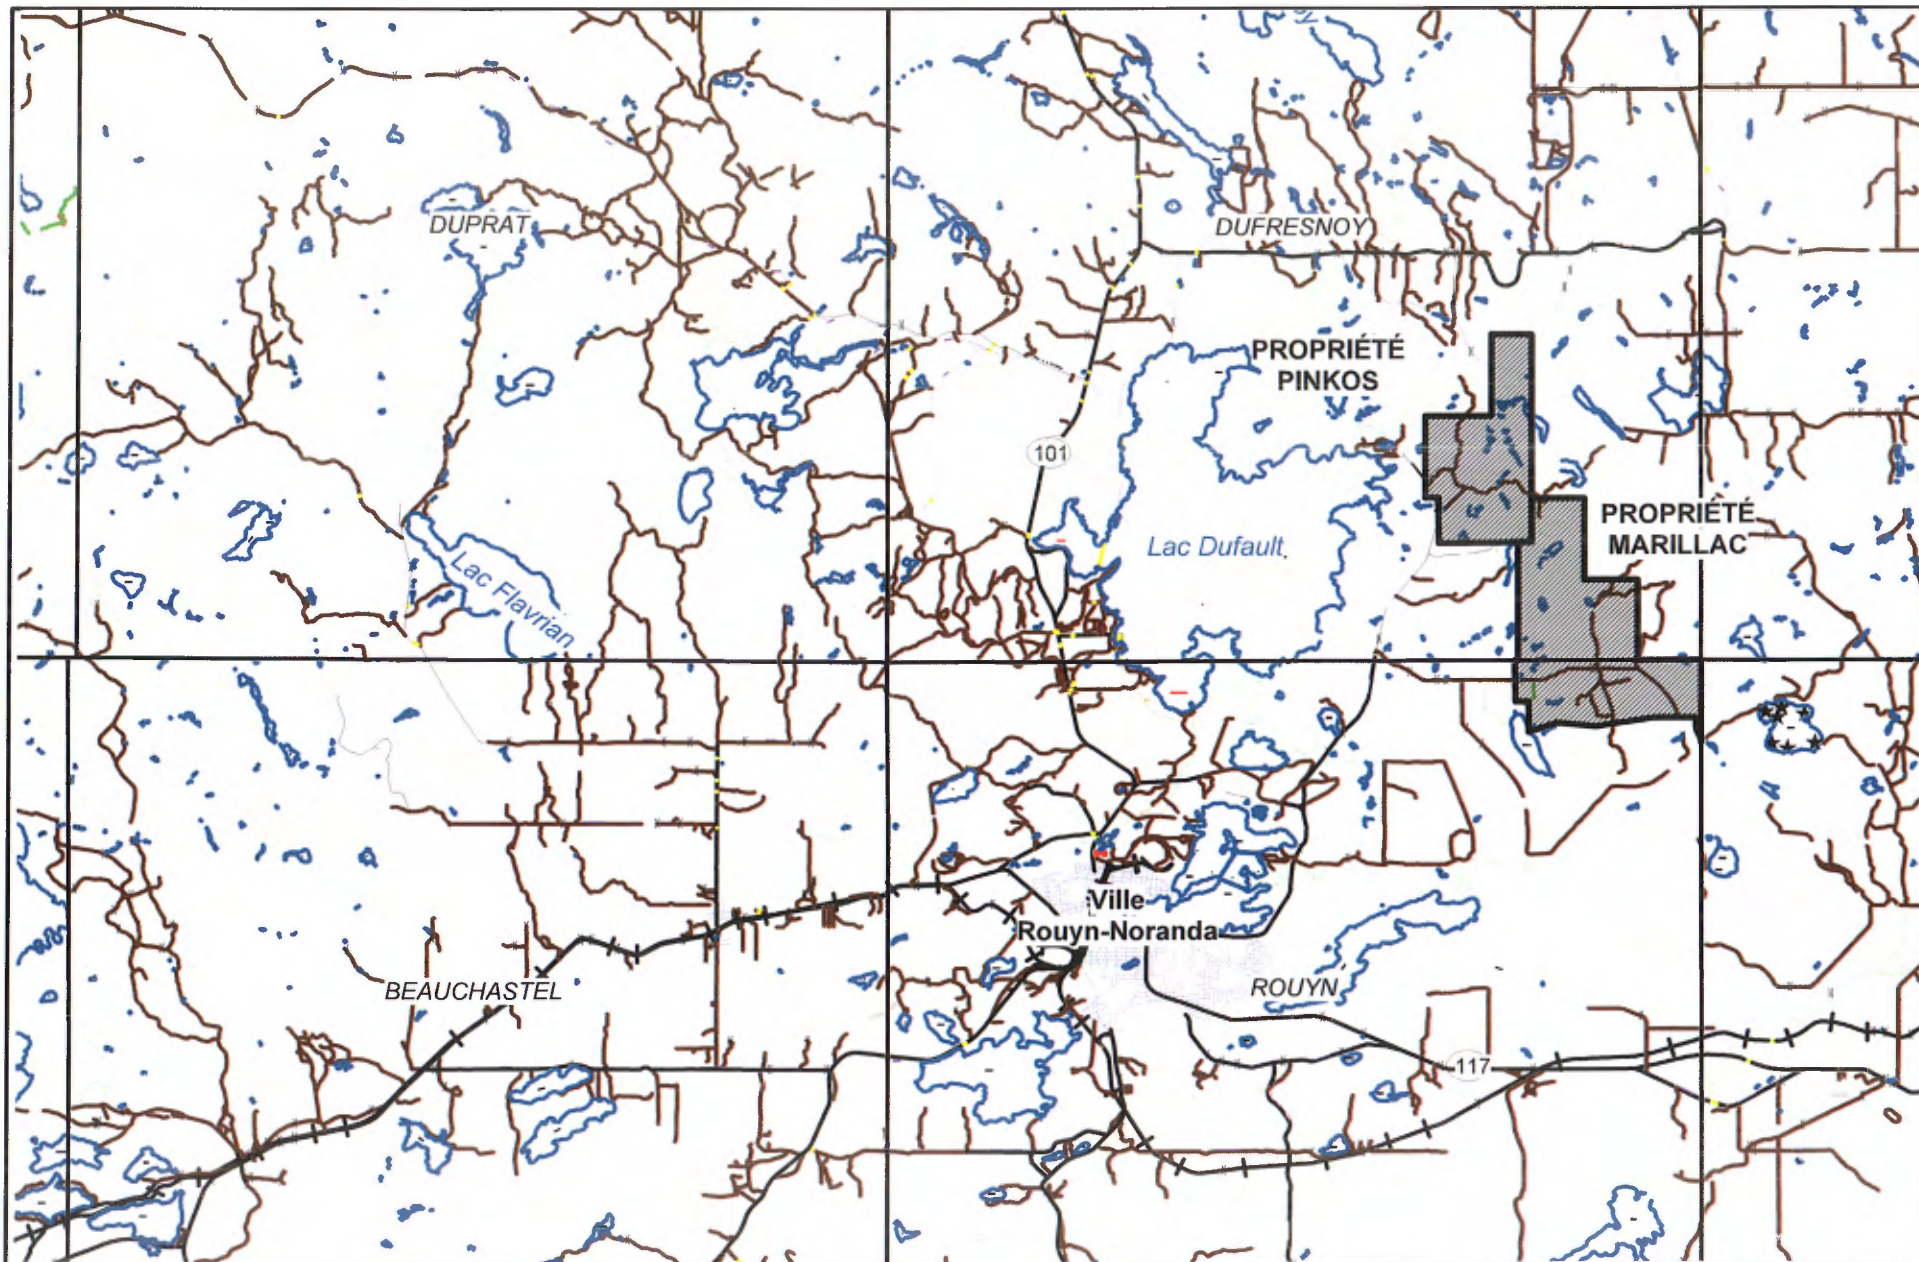 DUPRAT
DUFRESNOY
PROPRIÉTÉ
PINKOS
101
PROPRIÉTÉ
MARILLAC
Lac Dufault
Lac Flavrian
Ville
Rouyn-Noranda
BEAUCHASTEL
ROUYN
117